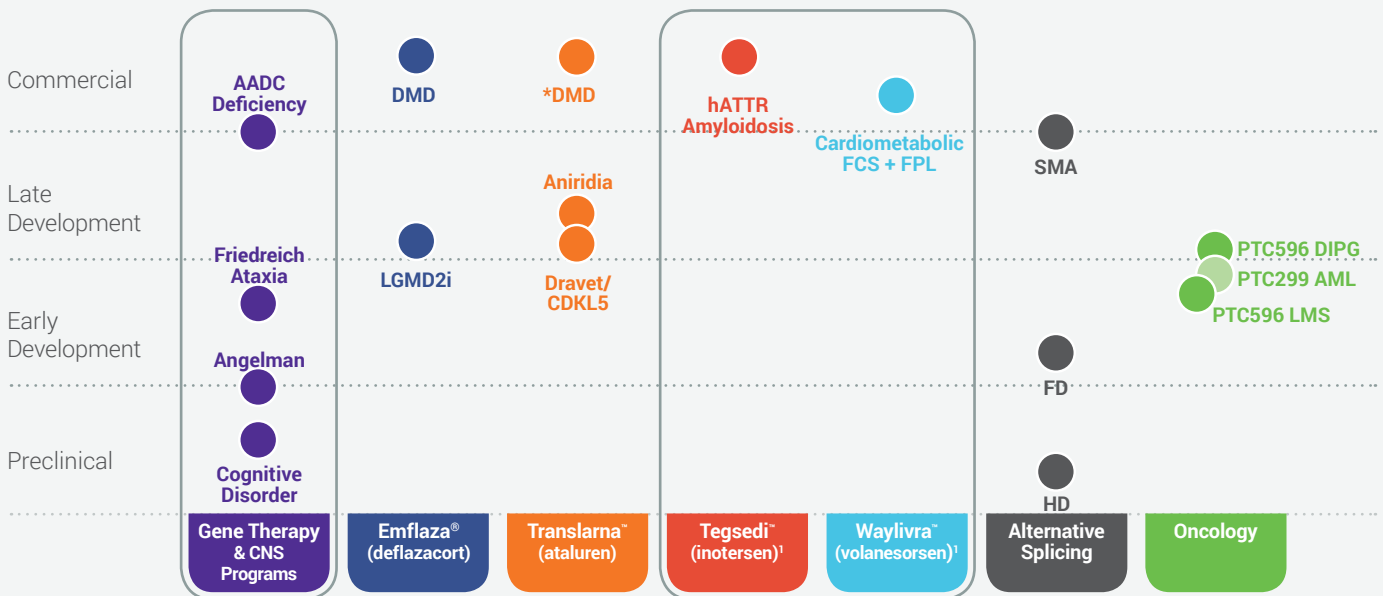 Commercial
AADC
Deficiency
DMD
*DMD
hATTR
Amyloidosis
Cardiometabolic
FCS + FPL
SMA
Late
Development
Aniridia
Friedreich
Ataxia
LGMD2i
Dravet/
CDKL5
PTC596 DIPG
PTC299 AML
PTC596 LMS
Early
Development
Angelman
FD
Preclinical
Cognitive
Disorder
HD
Gene Therapy
& CNS
Programs
Emflaza®
(deflazacort)
Translarna™
(ataluren)
Tegsedi™
(inotersen)¹
Waylivra™
(volanesorsen)¹
Alternative
Splicing
Oncology